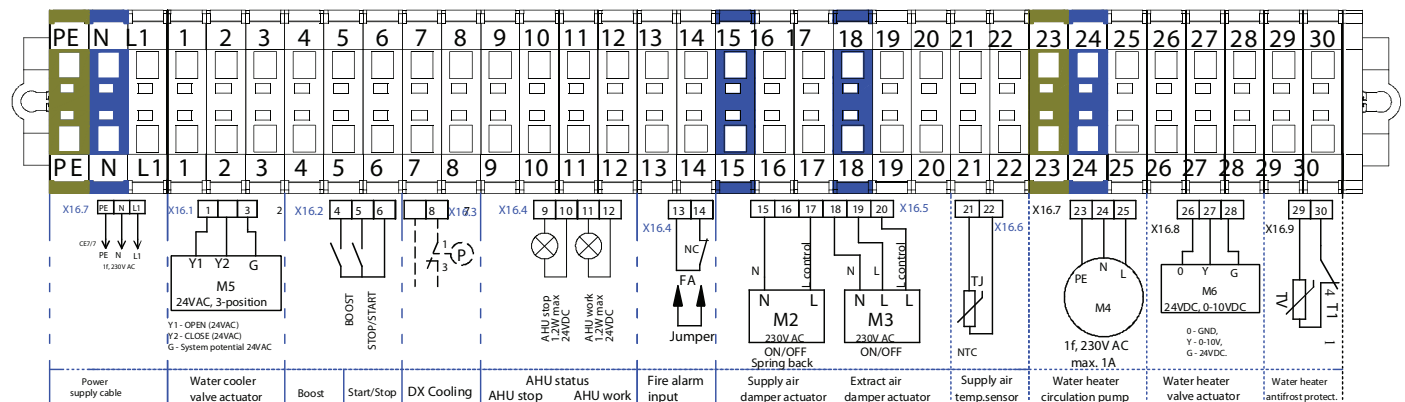 PE N L1 1 2 3 4 5 6 7 8 9 10 11 12 13 14 15 16 17 18 19 20 21 22 23 24 25 26 27 28 29 30
PE N L1 1 2 3 4 5 6 7 8 9 10 11 12 13 14 15 16 17 18 19 20 21 22 23 24 25 26 27 28 29 30
X16.7 PE N L1
CE7/7
PE N L1
1f, 230V AC
X16.1 1 3 2
Y1 Y2 G
M5
24VAC, 3-position
Y1 - OPEN (24VAC)
Y2 - CLOSE (24VAC)
G - System potential 24VAC
X16.2 4 5 6
BOOST
STOP/START
8 7 X16.3
1
3
P
X16.4 9 10 11 12
AHU stop
1.2W max
24VDC
AHU work
1.2W max
24VDC
13 14
X16.4
NC
FA
Jumper
15 16 17 18 19 20 X16.5
N L control N L L control
N L
M2
230V AC
ON/OFF
Spring back
N L
M3
230V AC
ON/OFF
21 22
X16.6
TJ
NTC
X16.7 23 24 25
PE N L
M4
1f, 230V AC
max. 1A
26 27 28
X16.8
0 Y G
M6
24VDC, 0-10VDC
0 - GND,
Y - 0-10V,
G - 24VDC.
29 30
X16.9
TV
4 T1 1
Power
supply cable
Water cooler
valve actuator
Boost
Start/Stop
DX Cooling
AHU status
AHU stop AHU work
Fire alarm
input
Supply air
damper actuator
Extract air
damper actuator
Supply air
temp.sensor
Water heater
circulation pump
Water heater
valve actuator
Water heater
antifrost protect.